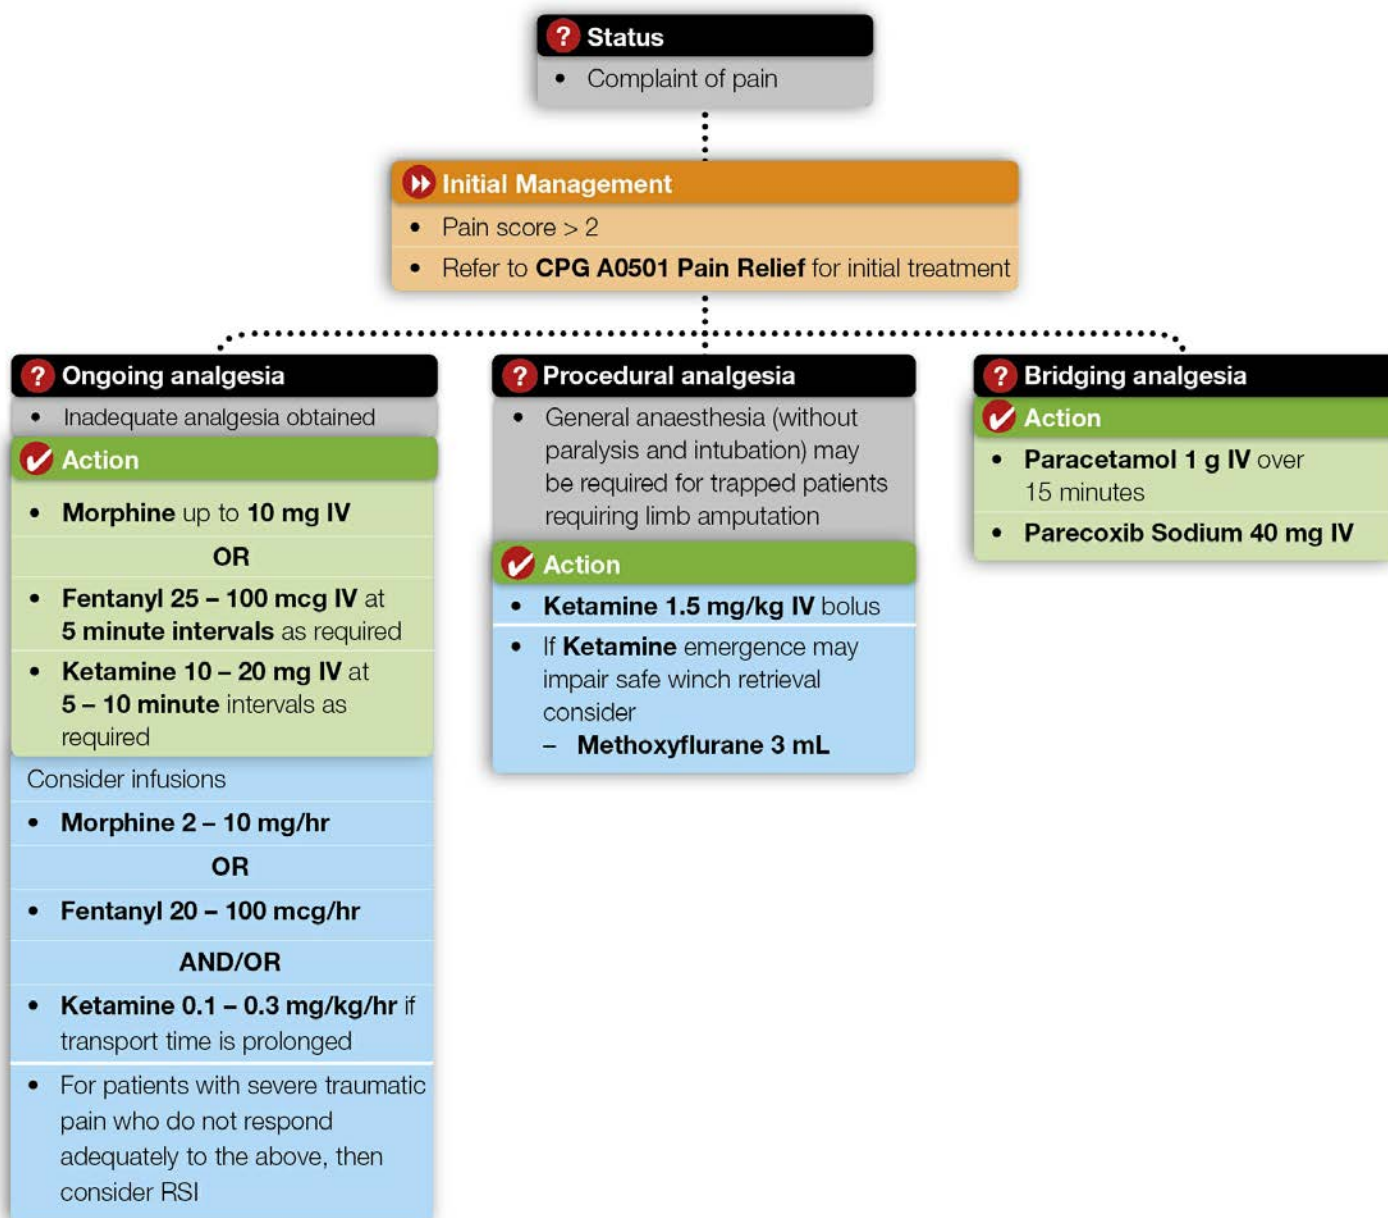 Status
• Complaint of pain
Initial Management
• Pain score > 2
• Refer to CPG A0501 Pain Relief for initial treatment
Ongoing analgesia
• Inadequate analgesia obtained
Action
• Morphine up to 10 mg IV
OR
• Fentanyl 25 – 100 mcg IV at
5 minute intervals as required
• Ketamine 10 – 20 mg IV at
5 – 10 minute intervals as
required
Consider infusions
• Morphine 2 – 10 mg/hr
OR
• Fentanyl 20 – 100 mcg/hr
AND/OR
• Ketamine 0.1 – 0.3 mg/kg/hr if
transport time is prolonged
• For patients with severe traumatic
pain who do not respond
adequately to the above, then
consider RSI
Procedural analgesia
• General anaesthesia (without
paralysis and intubation) may
be required for trapped patients
requiring limb amputation
Action
• Ketamine 1.5 mg/kg IV bolus
• If Ketamine emergence may
impair safe winch retrieval
consider
– Methoxyflurane 3 mL
Bridging analgesia
Action
• Paracetamol 1 g IV over
15 minutes
• Parecoxib Sodium 40 mg IV